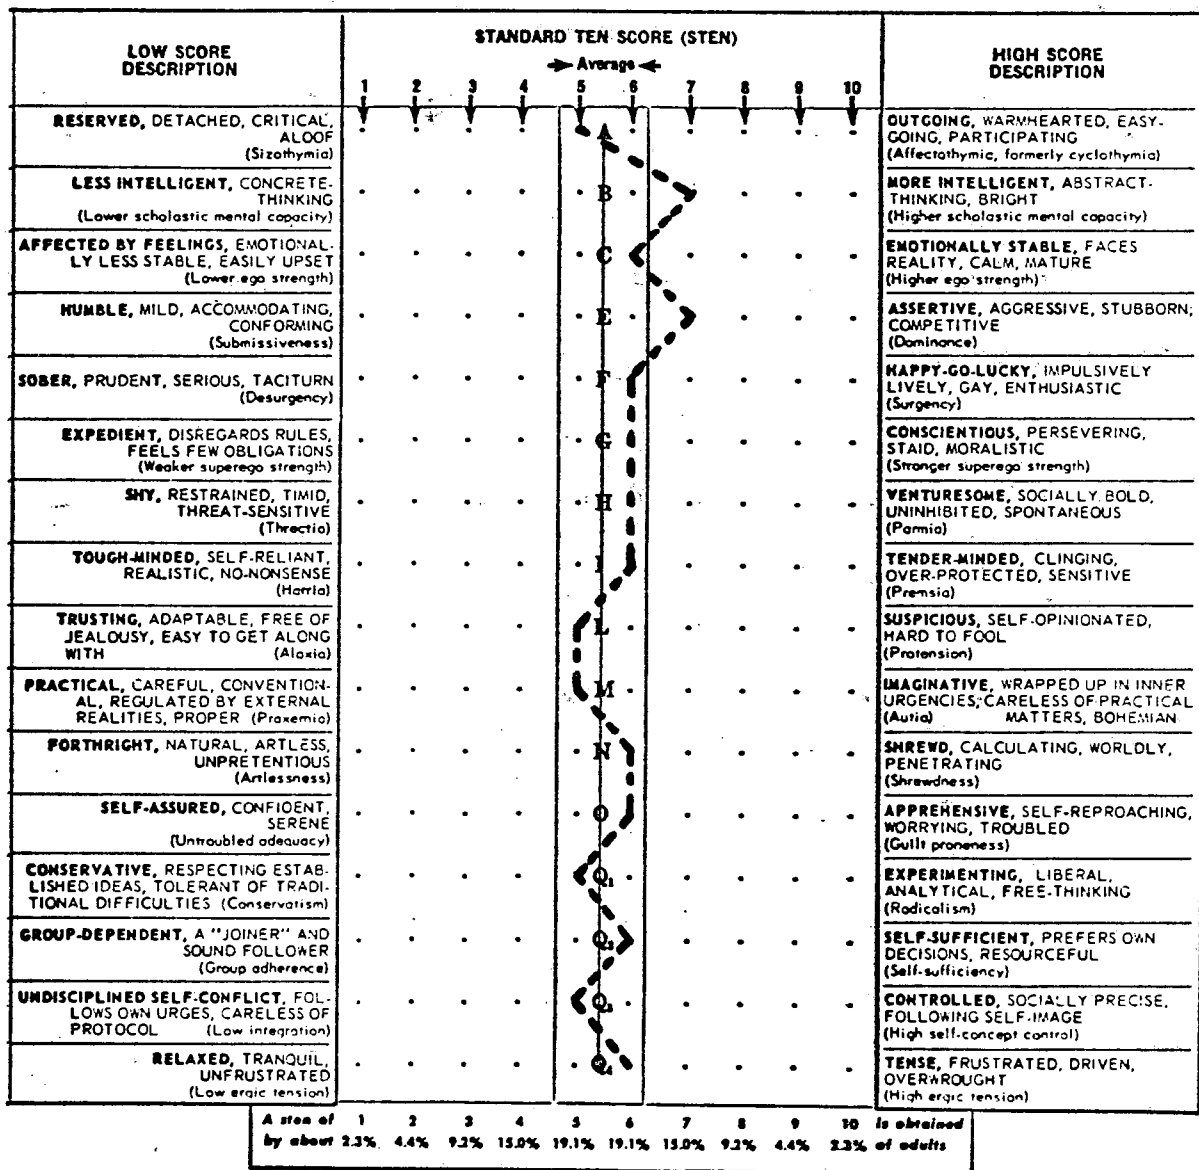 LOW SCORE
DESCRIPTION
STANDARD TEN SCORE (STEN)
Average
1 2 3 4 5 6 7 8 9 10
HIGH SCORE
DESCRIPTION
RESERVED, DETACHED, CRITICAL,
ALOOF
(Sizothymia)
A
OUTGOING, WARMHEARTED, EASY-
GOING, PARTICIPATING
(Affectothymic, formerly cyclothymia)
LESS INTELLIGENT, CONCRETE-
THINKING
(Lower scholastic mental capacity)
B
MORE INTELLIGENT, ABSTRACT-
THINKING, BRIGHT
(Higher scholastic mental capacity)
AFFECTED BY FEELINGS, EMOTIONAL-
LY LESS STABLE, EASILY UPSET
(Lower ego strength)
C
EMOTIONALLY STABLE, FACES
REALITY, CALM, MATURE
(Higher ego strength)
HUMBLE, MILD, ACCOMMODATING,
CONFORMING
(Submissiveness)
E
ASSERTIVE, AGGRESSIVE, STUBBORN,
COMPETITIVE
(Dominance)
SOBER, PRUDENT, SERIOUS, TACITURN
(Desurgency)
F
HAPPY-GO-LUCKY, IMPULSIVELY
LIVELY, GAY, ENTHUSIASTIC
(Surgency)
EXPEDIENT, DISREGARDS RULES,
FEELS FEW OBLIGATIONS
(Weaker superego strength)
G
CONSCIENTIOUS, PERSEVERING,
STAID, MORALISTIC
(Stronger superego strength)
SHY, RESTRAINED, TIMID,
THREAT-SENSITIVE
(Threctia)
H
VENTURESOME, SOCIALLY BOLD,
UNINHIBITED, SPONTANEOUS
(Parmia)
TOUGH-MINDED, SELF-RELIANT,
REALISTIC, NO-NONSENSE
(Harria)
I
TENDER-MINDED, CLINGING,
OVER-PROTECTED, SENSITIVE
(Premsia)
TRUSTING, ADAPTABLE, FREE OF
JEALOUSY, EASY TO GET ALONG
WITH (Alaxia)
L
SUSPICIOUS, SELF-OPINIONATED,
HARD TO FOOL
(Protension)
PRACTICAL, CAREFUL, CONVENTION-
AL, REGULATED BY EXTERNAL
REALITIES, PROPER (Praxemia)
M
IMAGINATIVE, WRAPPED UP IN INNER
URGENCIES, CARELESS OF PRACTICAL
(Autia) MATTERS, BOHEMIAN
FORTHRIGHT, NATURAL, ARTLESS,
UNPRETENTIOUS
(Artlessness)
N
SHREWD, CALCULATING, WORLDLY,
PENETRATING
(Shrewdness)
SELF-ASSURED, CONFIDENT,
SERENE
(Untroubled adequacy)
O
APPREHENSIVE, SELF-REPROACHING,
WORRYING, TROUBLED
(Guilt proneness)
CONSERVATIVE, RESPECTING ESTAB-
LISHED IDEAS, TOLERANT OF TRADI-
TIONAL DIFFICULTIES (Conservatism)
Q1
EXPERIMENTING, LIBERAL,
ANALYTICAL, FREE-THINKING
(Radicalism)
GROUP-DEPENDENT, A "JOINER" AND
SOUND FOLLOWER
(Group adherence)
Q2
SELF-SUFFICIENT, PREFERS OWN
DECISIONS, RESOURCEFUL
(Self-sufficiency)
UNDISCIPLINED SELF-CONFLICT, FOL-
LOWS OWN URGES, CARELESS OF
PROTOCOL (Low integration)
Q3
CONTROLLED, SOCIALLY PRECISE,
FOLLOWING SELF-IMAGE
(High self-concept control)
RELAXED, TRANQUIL,
UNFRUSTRATED
(Low ergic tension)
Q4
TENSE, FRUSTRATED, DRIVEN,
OVERWROUGHT
(High ergic tension)
A sten of 1 2 3 4 5 6 7 8 9 10 is obtained
by about 2.3% 4.4% 9.2% 15.0% 19.1% 19.1% 15.0% 9.2% 4.4% 2.3% of adults